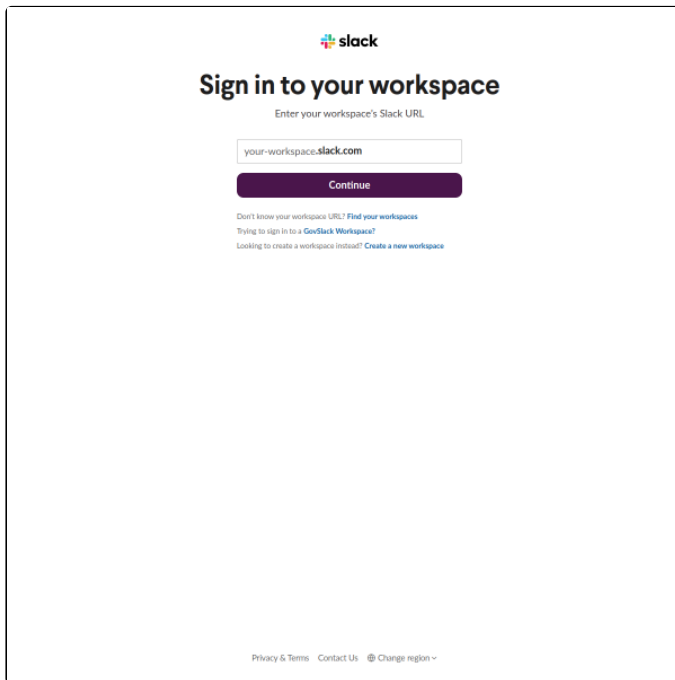 slack
Sign in to your workspace
Enter your workspace's Slack URL
your-workspace.slack.com
Continue
Don't know your workspace URL? Find your workspaces
Trying to sign in to a GovSlack Workspace?
Looking to create a workspace instead? Create a new workspace
Privacy & Terms Contact Us Change region